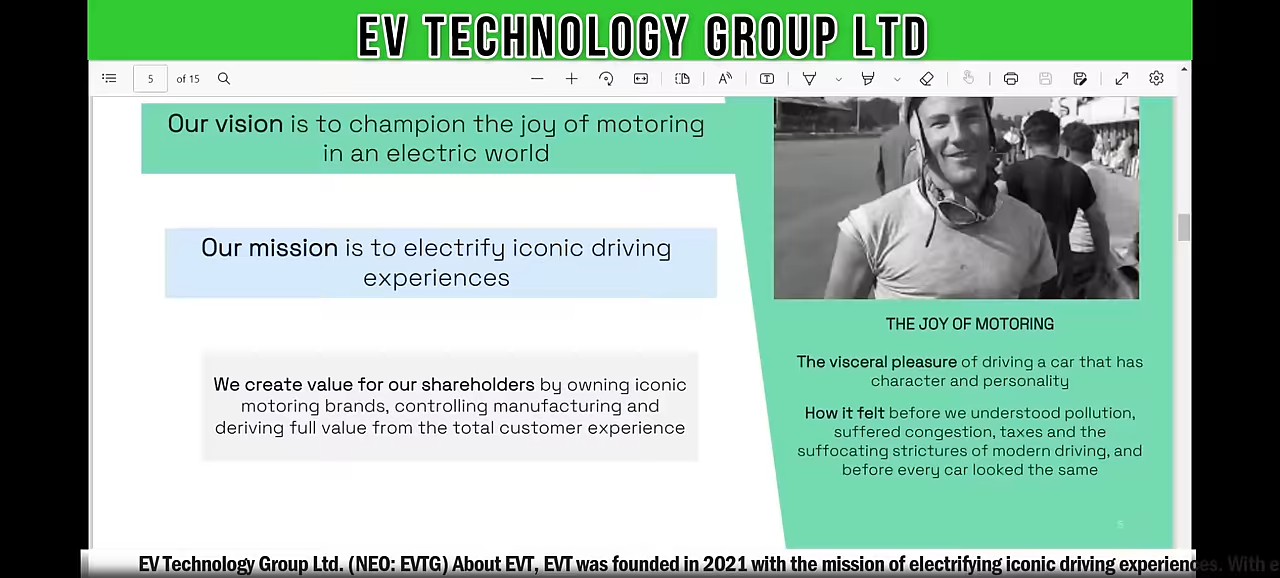 EV TECHNOLOGY GROUP LTD
5 of 15
Our vision is to champion the joy of motoring
in an electric world
Our mission is to electrify iconic driving
experiences
We create value for our shareholders by owning iconic
motoring brands, controlling manufacturing and
deriving full value from the total customer experience
THE JOY OF MOTORING
The visceral pleasure of driving a car that has
character and personality
How it felt before we understood pollution,
suffered congestion, taxes and the
suffocating strictures of modern driving, and
before every car looked the same
5
EV Technology Group Ltd. (NEO: EVTG) About EVT, EVT was founded in 2021 with the mission of electrifying iconic driving experiences. With